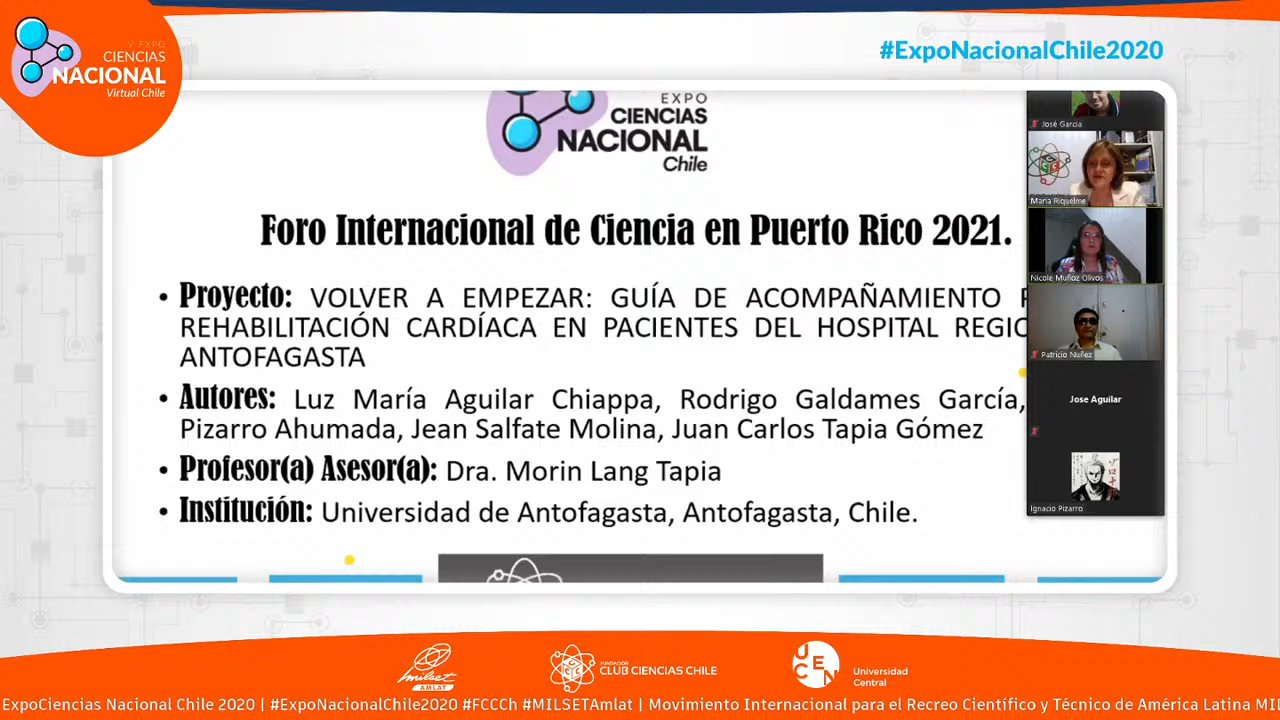 V EXPO
CIENCIAS
NACIONAL
Virtual Chile
#ExpoNacionalChile2020
EXPO
CIENCIAS
NACIONAL
Chile
Foro Internacional de Ciencia en Puerto Rico 2021.
• Proyecto: VOLVER A EMPEZAR: GUÍA DE ACOMPAÑAMIENTO
REHABILITACIÓN CARDÍACA EN PACIENTES DEL HOSPITAL REGIO
ANTOFAGASTA
• Autores: Luz María Aguilar Chiappa, Rodrigo Galdames García,
Pizarro Ahumada, Jean Salfate Molina, Juan Carlos Tapia Gómez
• Profesor(a) Asesor(a): Dra. Morin Lang Tapia
• Institución: Universidad de Antofagasta, Antofagasta, Chile.
José Garcia
Maria Riquelme
Nicole Muñoz Olivos
Patricio Nuñez
Jose Aguilar
Ignacio Pizarro
milset
AMLAT
FUNDACIÓN
CLUB CIENCIAS CHILE
UCEN
Universidad
Central
ExpoCiencias Nacional Chile 2020 | #ExpoNacionalChile2020 #FCCCh #MILSETAmlat | Movimiento Internacional para el Recreo Científico y Técnico de América Latina MIL